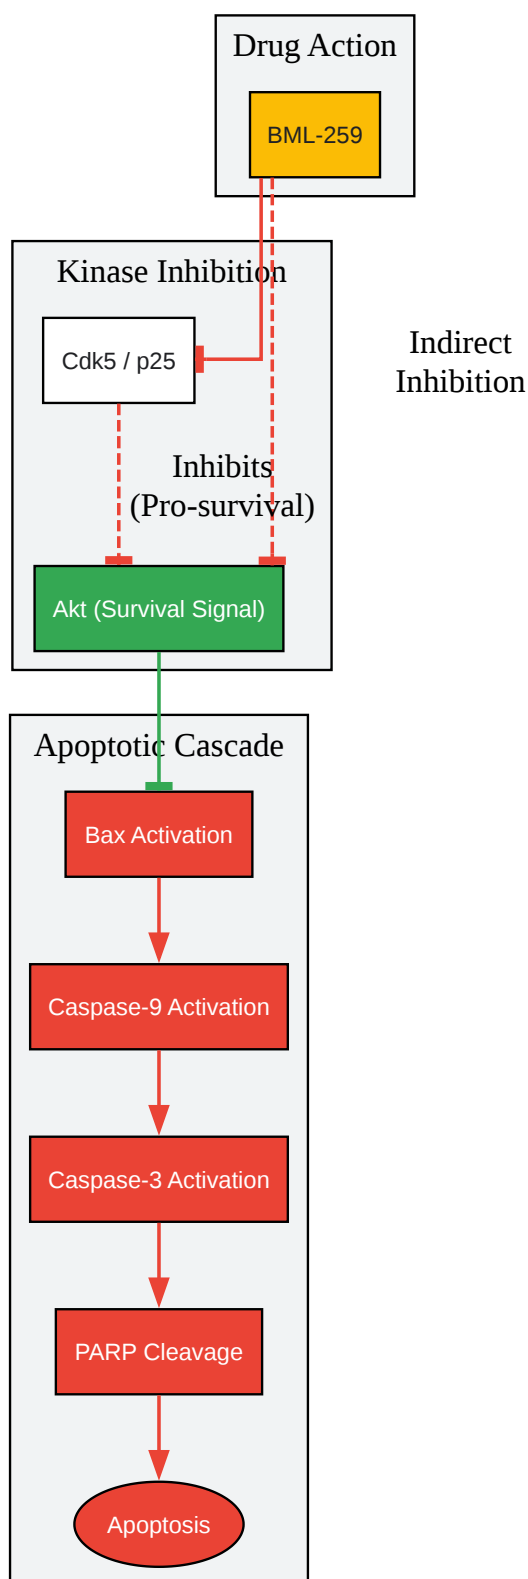 Drug Action
BML-259
Kinase Inhibition
Cdk5 / p25
Indirect
Inhibition
Inhibits
(Pro-survival)
Akt (Survival Signal)
Apoptotic Cascade
Bax Activation
Caspase-9 Activation
Caspase-3 Activation
PARP Cleavage
Apoptosis